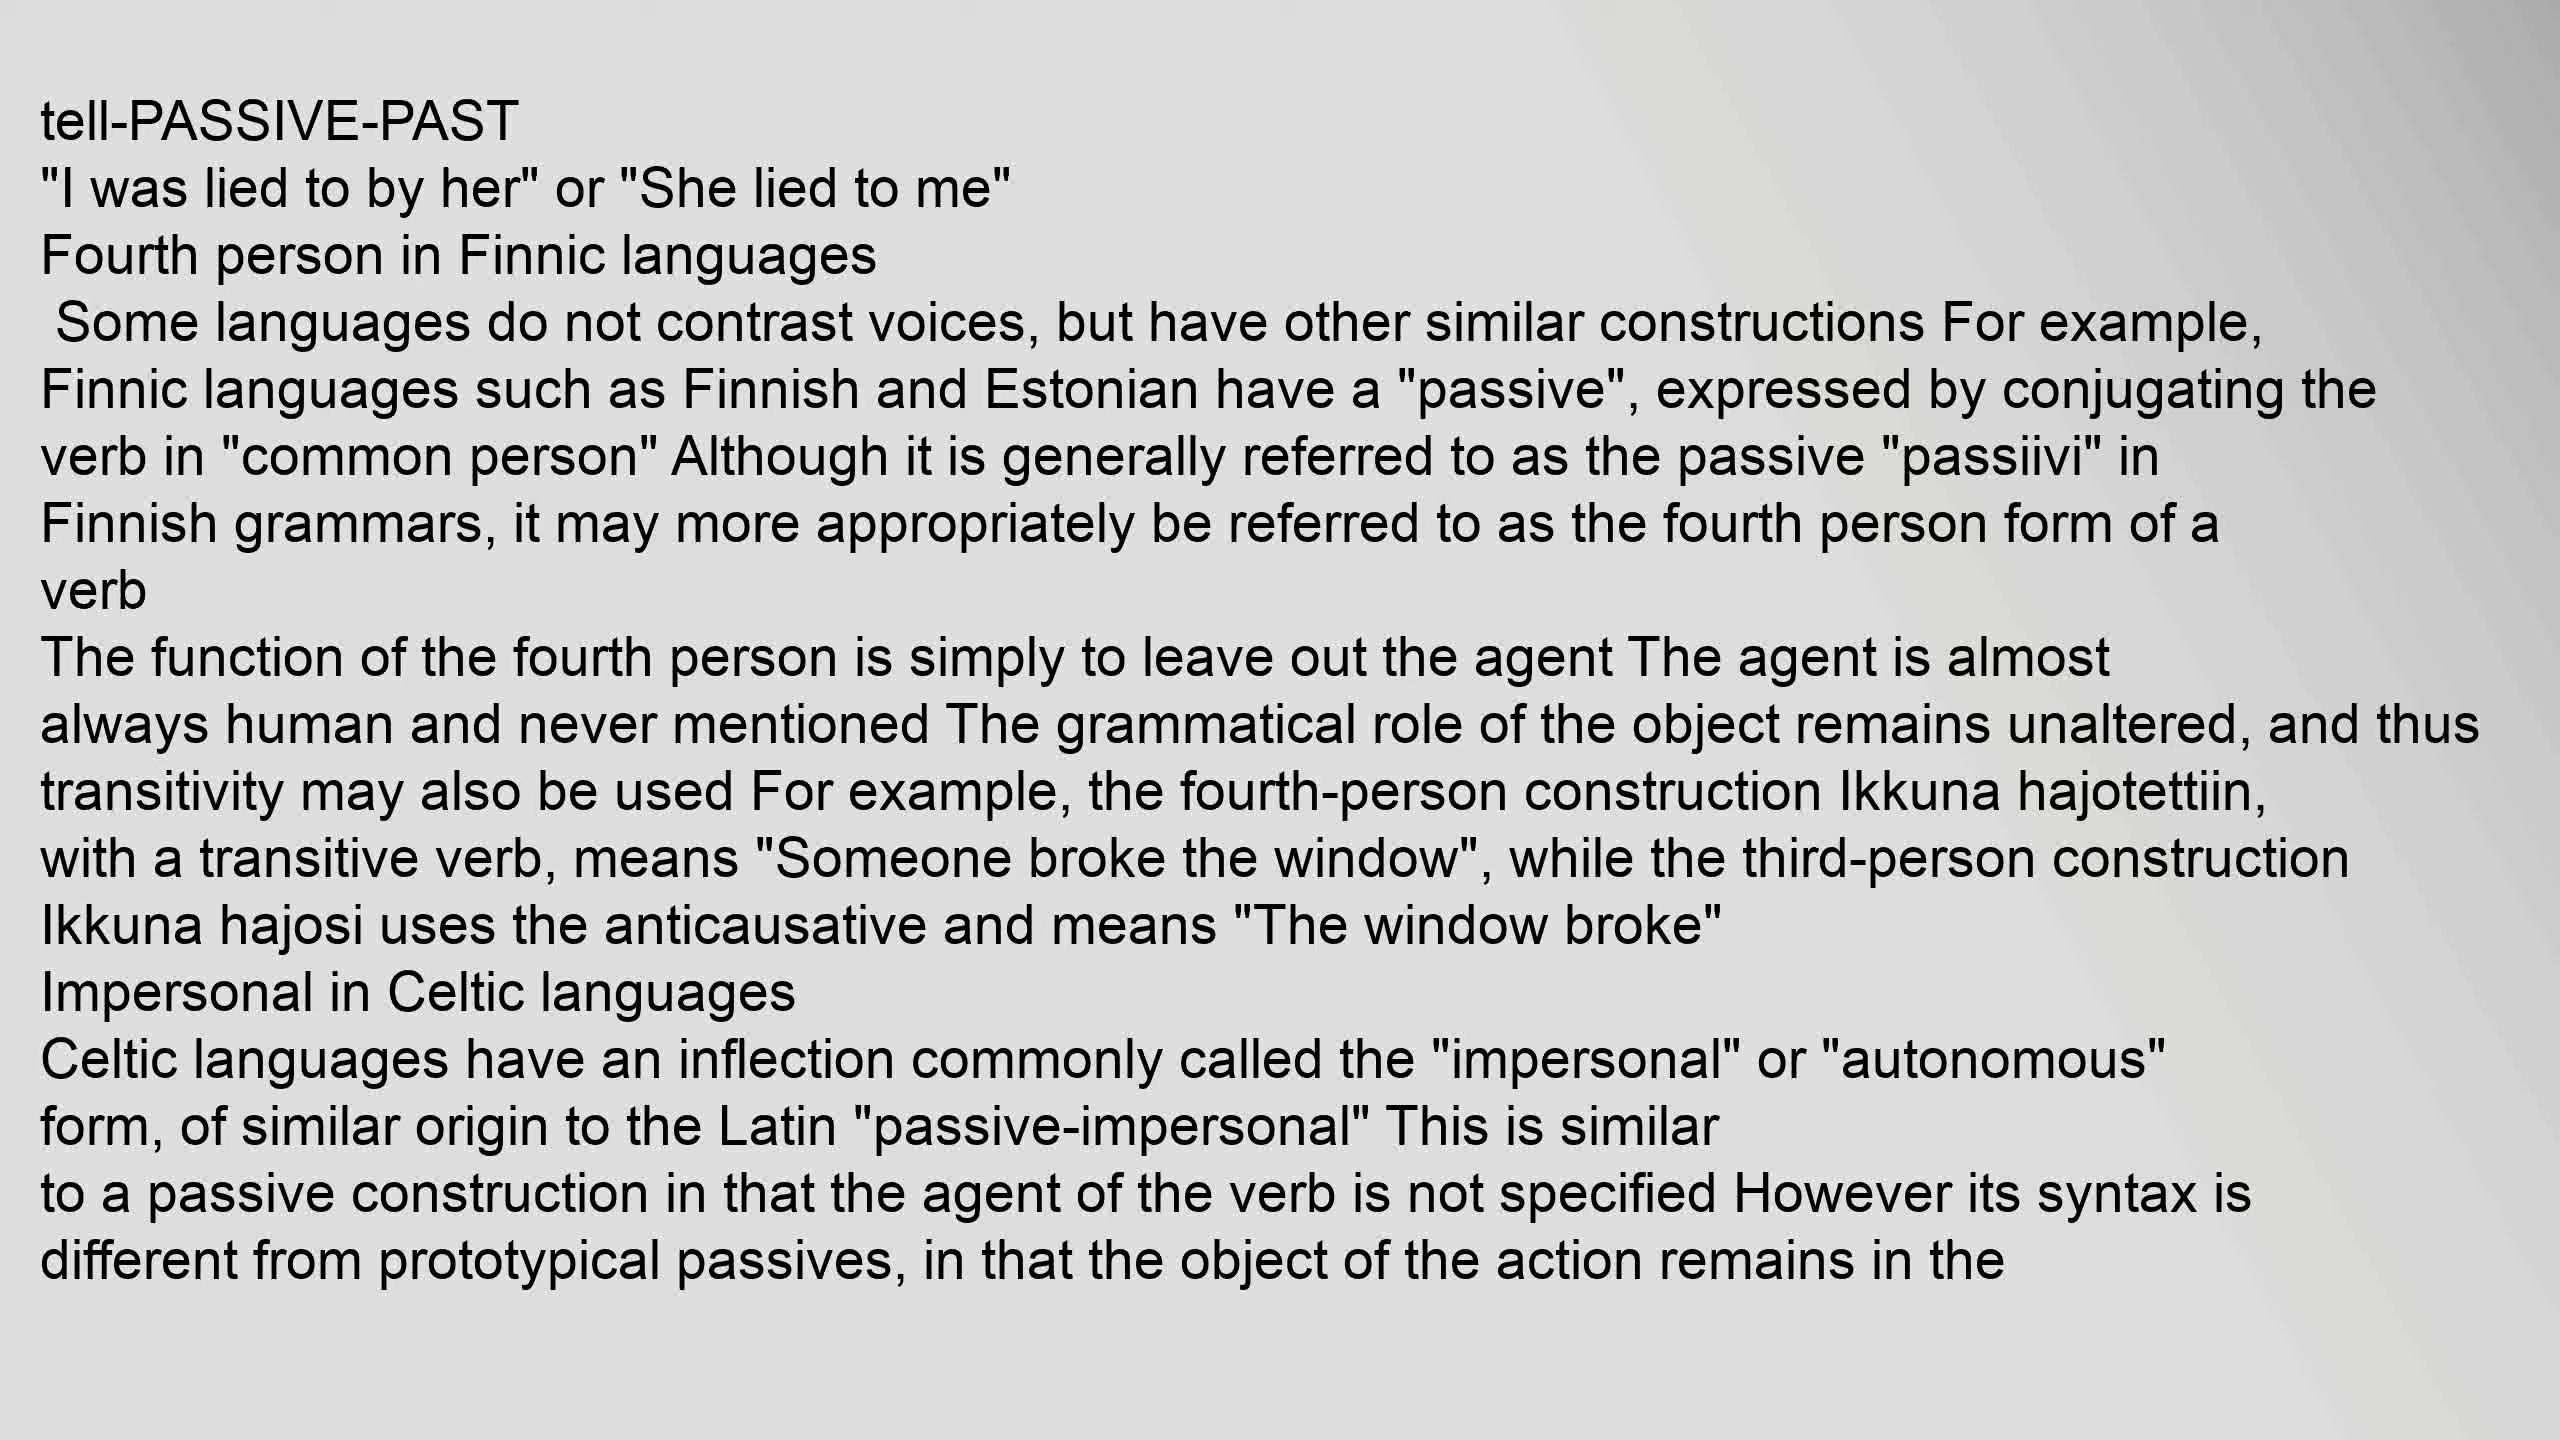 tell-PASSIVE-PAST
"I was lied to by her" or "She lied to me"
Fourth person in Finnic languages
Some languages do not contrast voices, but have other similar constructions For example,
Finnic languages such as Finnish and Estonian have a "passive", expressed by conjugating the
verb in "common person" Although it is generally referred to as the passive "passiivi" in
Finnish grammars, it may more appropriately be referred to as the fourth person form of a
verb
The function of the fourth person is simply to leave out the agent The agent is almost
always human and never mentioned The grammatical role of the object remains unaltered, and thus
transitivity may also be used For example, the fourth-person construction Ikkuna hajotettiin,
with a transitive verb, means "Someone broke the window", while the third-person construction
Ikkuna hajosi uses the anticausative and means "The window broke"
Impersonal in Celtic languages
Celtic languages have an inflection commonly called the "impersonal" or "autonomous"
form, of similar origin to the Latin "passive-impersonal" This is similar
to a passive construction in that the agent of the verb is not specified However its syntax is
different from prototypical passives, in that the object of the action remains in the